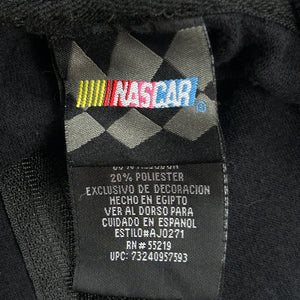 NASCAR
20% POLIESTER
EXCLUSIVO DE DECORACION
HECHO EN EGIPTO
VER AL DORSO PARA
CUIDADO EN ESPANOL
ESTILO#AJ0271
RN# 55219
UPC: 73240957593